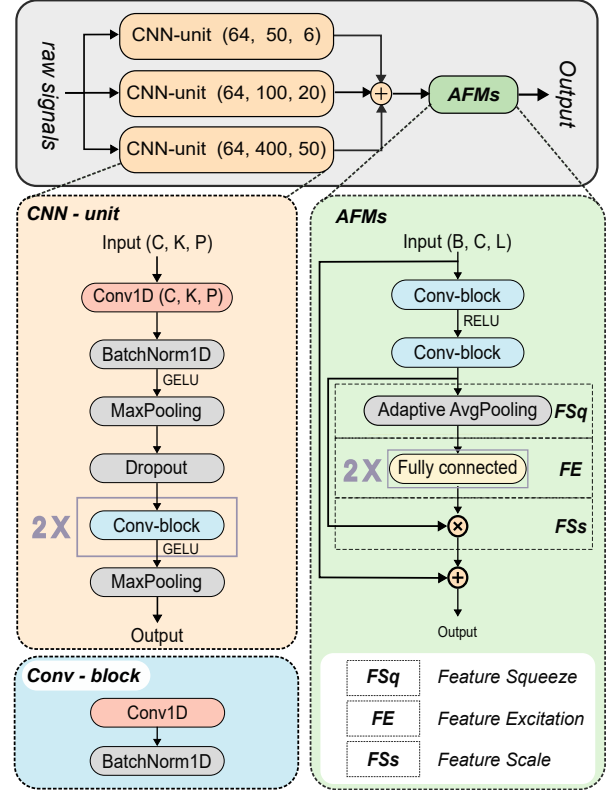 raw signals
CNN-unit (64, 50, 6)
CNN-unit (64, 100, 20)
CNN-unit (64, 400, 50)
+
AFMs
Output
CNN - unit
Input (C, K, P)
Conv1D (C, K, P)
BatchNorm1D
GELU
MaxPooling
Dropout
2X
Conv-block
GELU
MaxPooling
Output
Conv - block
Conv1D
BatchNorm1D
AFMs
Input (B, C, L)
Conv-block
RELU
Conv-block
Adaptive AvgPooling FSq
2X Fully connected FE
× FSs
+
Output
FSq Feature Squeeze
FE Feature Excitation
FSs Feature Scale